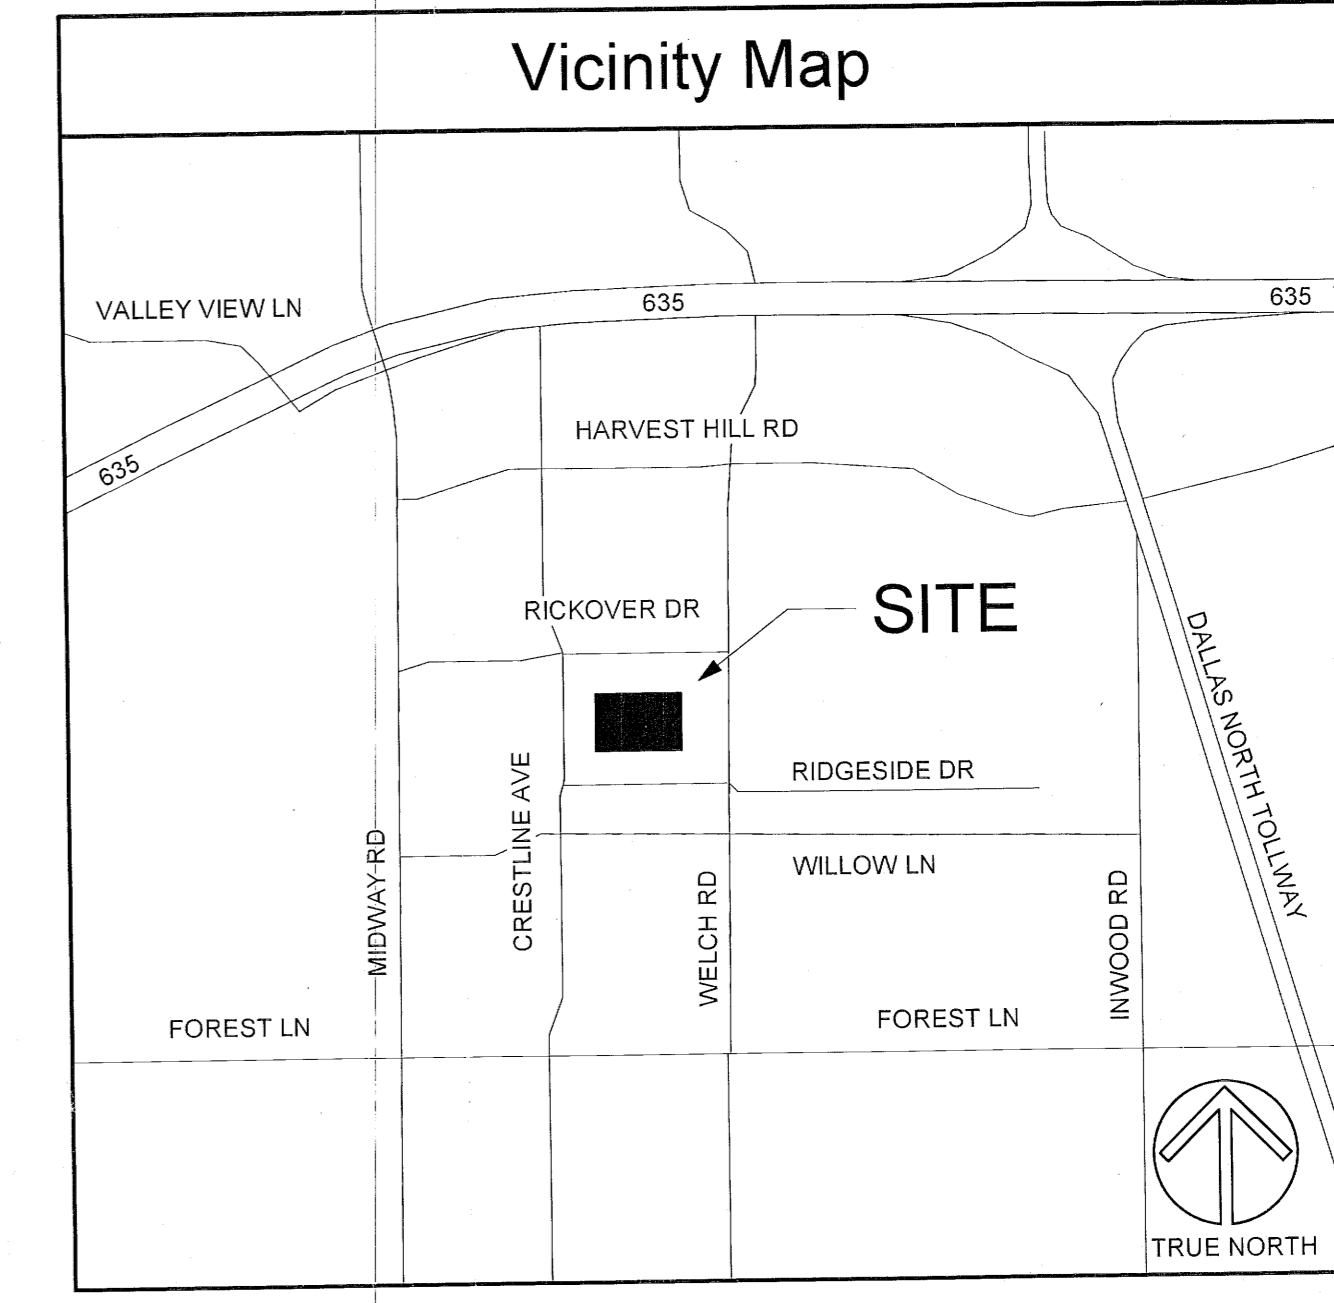 Vicinity Map
VALLEY VIEW LN
635
635
HARVEST HILL RD
635
RICKOVER DR
SITE
DALLAS NORTH TOLLWAY
RIDGESIDE DR
CRESTLINE AVE
MIDWAY RD
WILLOW LN
WELCH RD
INWOOD RD
FOREST LN
FOREST LN
TRUE NORTH